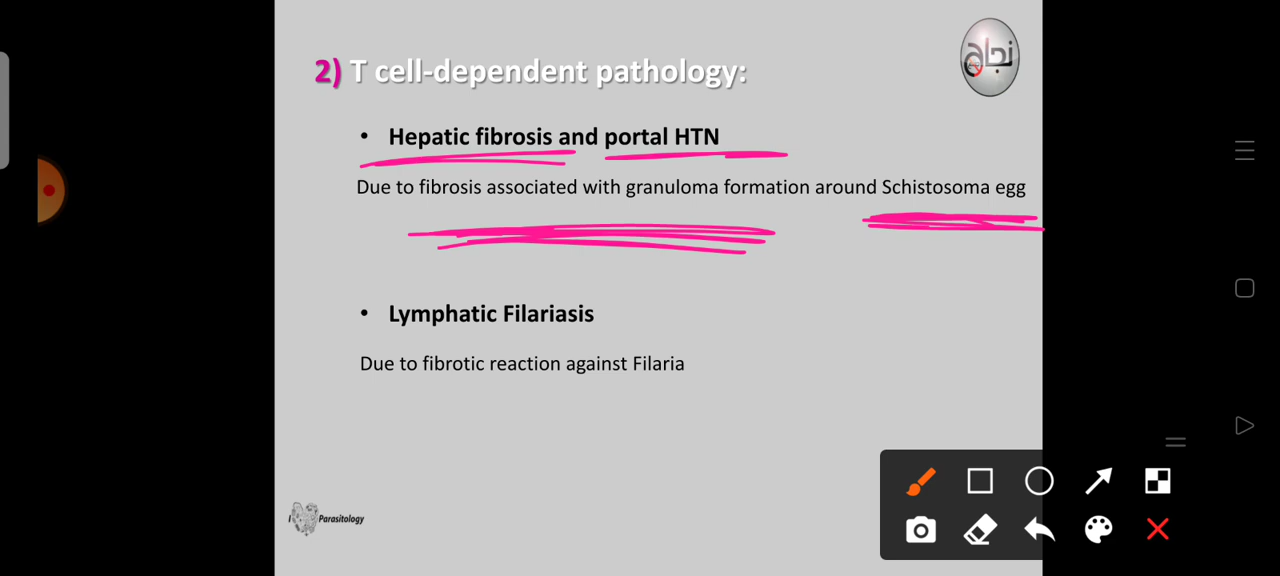 نجاح
2) T cell-dependent pathology:
• Hepatic fibrosis and portal HTN
Due to fibrosis associated with granuloma formation around Schistosoma egg
• Lymphatic Filariasis
Due to fibrotic reaction against Filaria
I Parasitology